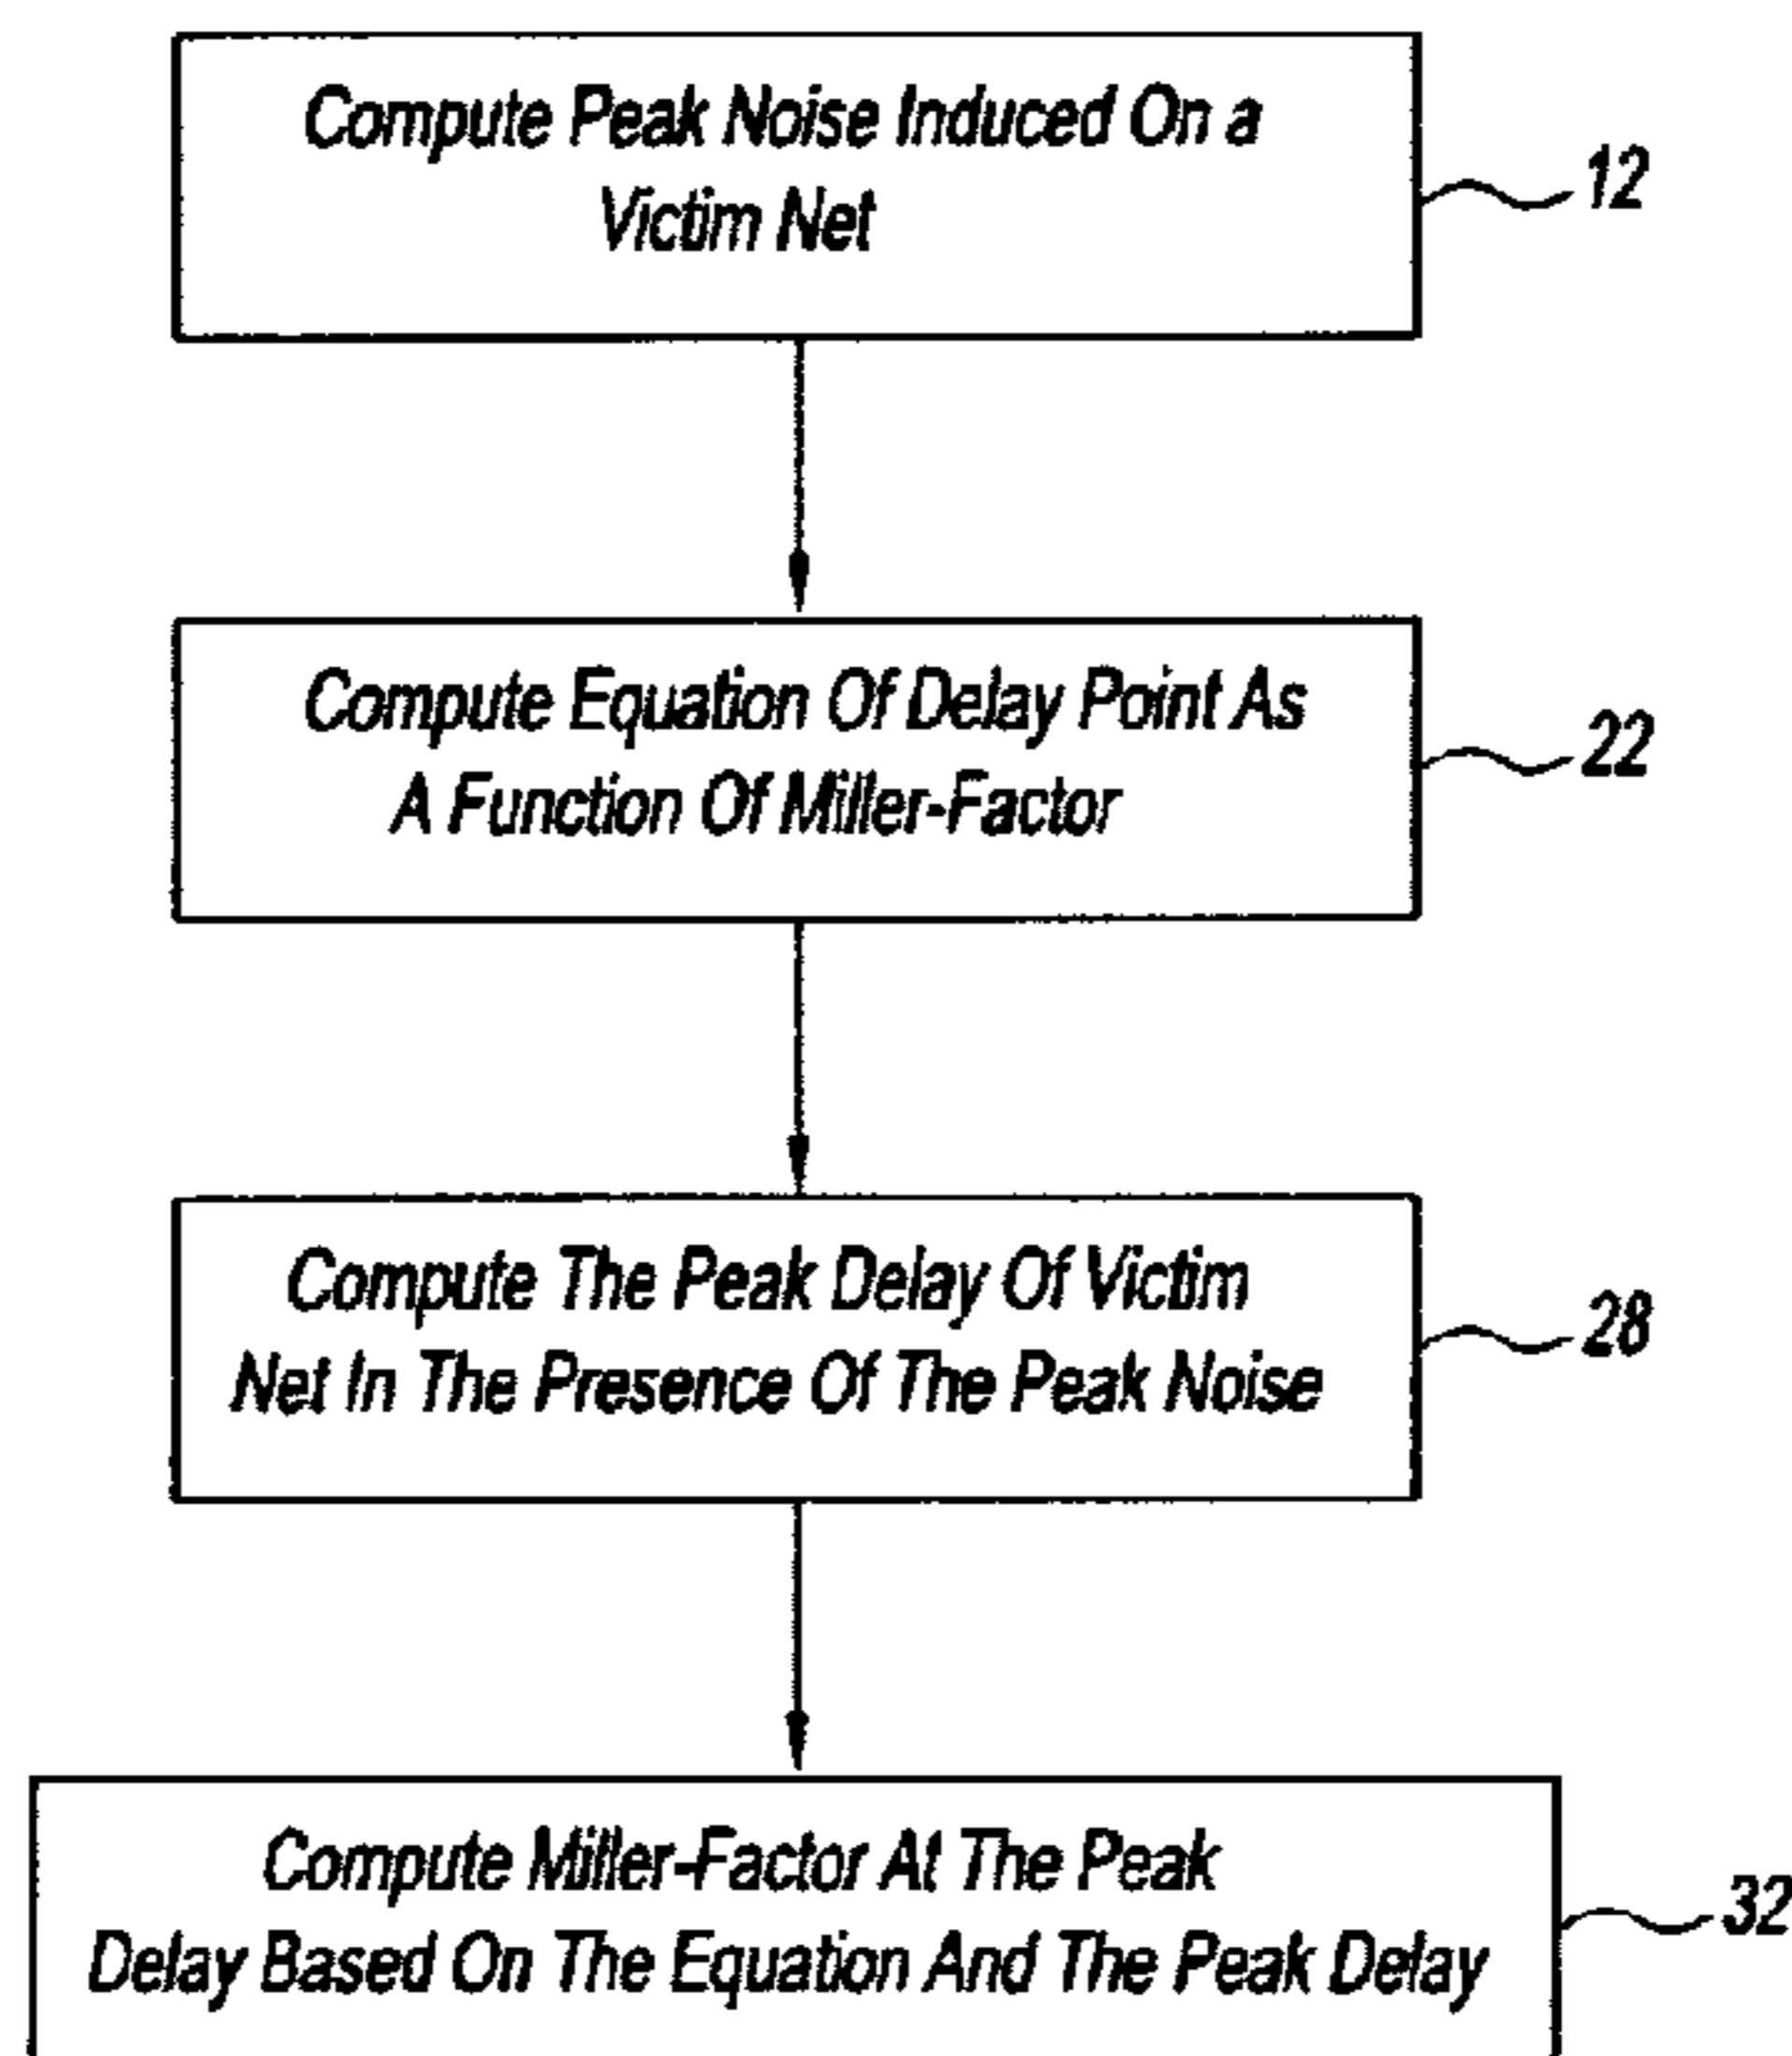 Compute Peak Noise Induced On a
Victim Net
12
Compute Equation Of Delay Point As
A Function Of Miller-Factor
22
Compute The Peak Delay Of Victim
Net In The Presence Of The Peak Noise
28
Compute Miller-Factor At The Peak
Delay Based On The Equation And The Peak Delay
32